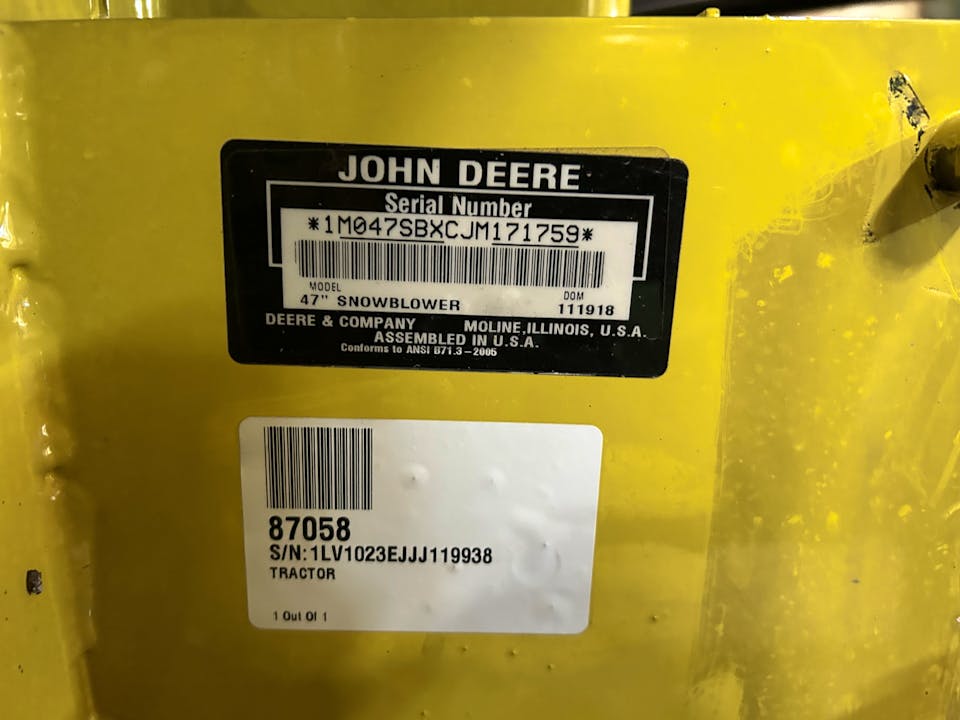 JOHN DEERE
Serial Number
*1M047SBXCJM171759*
MODEL DOM
47" SNOWBLOWER 111918
DEERE & COMPANY MOLINE, ILLINOIS, U.S.A.
ASSEMBLED IN U.S.A.
Conforms to ANSI B71.3-2005
87058
S/N:1LV1023EJJJ119938
TRACTOR
1 Out Of 1